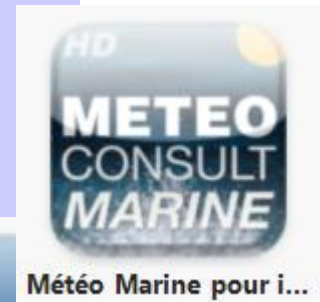 HD
METEO
CONSULT
MARINE
Météo Marine pour i...